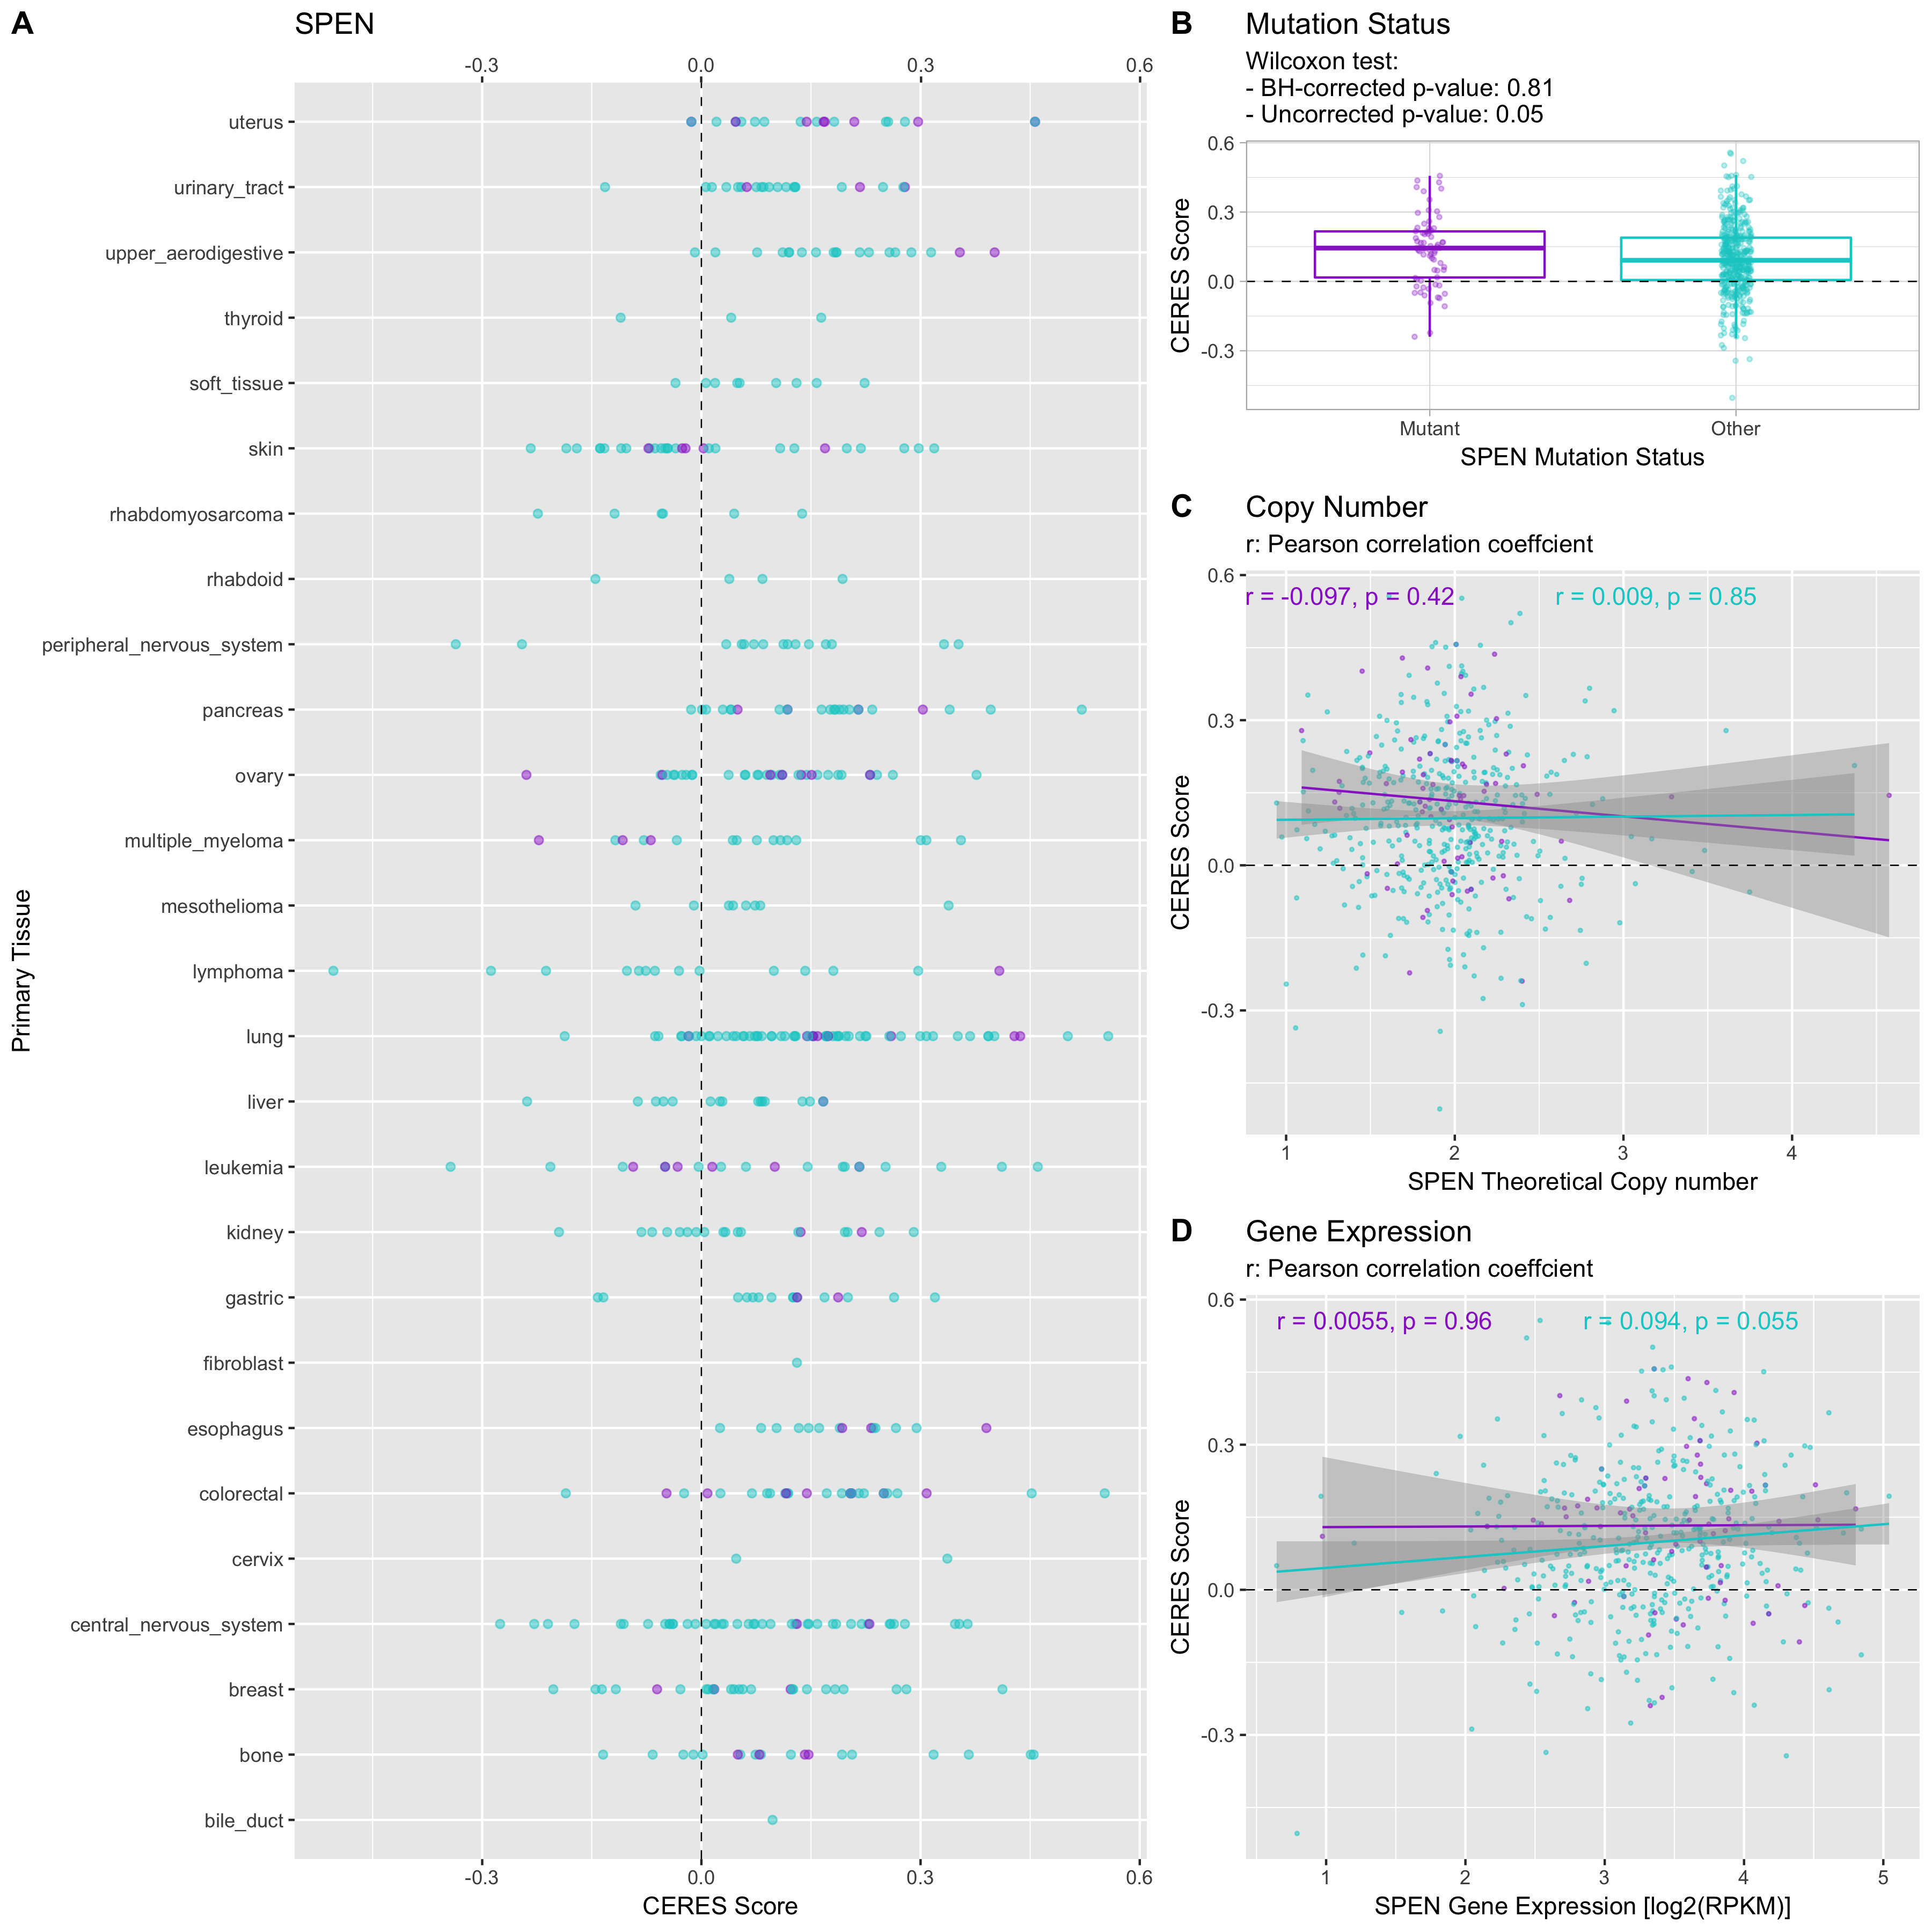 A
SPEN
-0.3 0.0 0.3 0.6
uterus
urinary_tract
upper_aerodigestive
thyroid
soft_tissue
skin
rhabdomyosarcoma
rhabdoid
peripheral_nervous_system
pancreas
ovary
multiple_myeloma
mesothelioma
lymphoma
lung
liver
leukemia
kidney
gastric
fibroblast
esophagus
colorectal
cervix
central_nervous_system
breast
bone
bile_duct
Primary Tissue
-0.3 0.0 0.3 0.6
CERES Score
B
Mutation Status
Wilcoxon test:
- BH-corrected p-value: 0.81
- Uncorrected p-value: 0.05
0.6
0.3
0.0
-0.3
CERES Score
Mutant Other
SPEN Mutation Status
C
Copy Number
r: Pearson correlation coeffcient
r = -0.097, p = 0.42 r = 0.009, p = 0.85
0.6
0.3
0.0
-0.3
CERES Score
1 2 3 4
SPEN Theoretical Copy number
D
Gene Expression
r: Pearson correlation coeffcient
r = 0.0055, p = 0.96 r = 0.094, p = 0.055
0.6
0.3
0.0
-0.3
CERES Score
1 2 3 4 5
SPEN Gene Expression [log2(RPKM)]